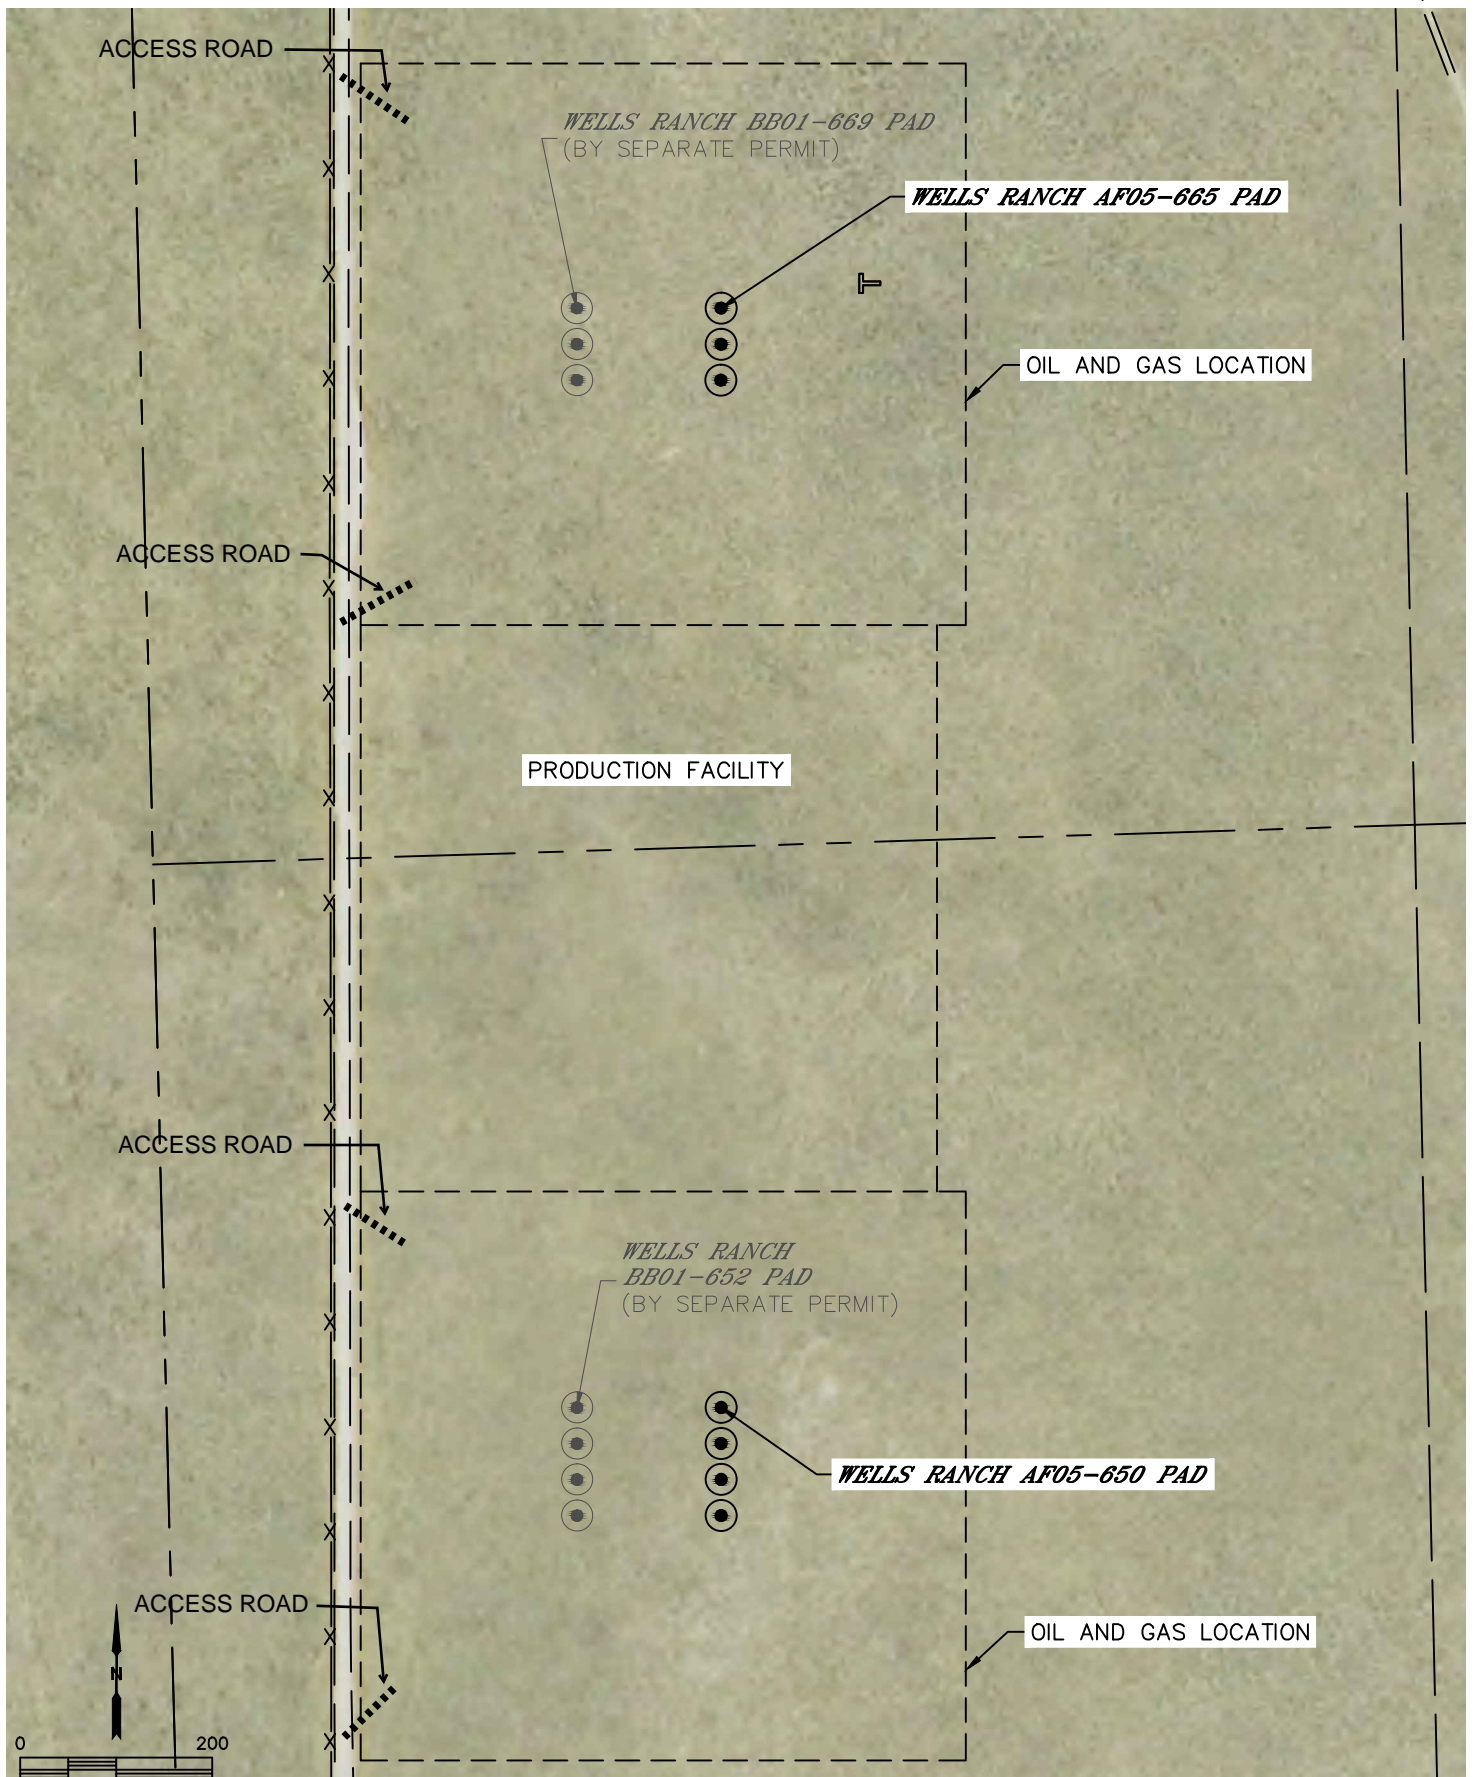 ACCESS ROAD
WELLS RANCH BB01-669 PAD
(BY SEPARATE PERMIT)
WELLS RANCH AF05-665 PAD
OIL AND GAS LOCATION
ACCESS ROAD
PRODUCTION FACILITY
ACCESS ROAD
WELLS RANCH
BB01-652 PAD
(BY SEPARATE PERMIT)
WELLS RANCH AF05-650 PAD
ACCESS ROAD
OIL AND GAS LOCATION
N
0 200